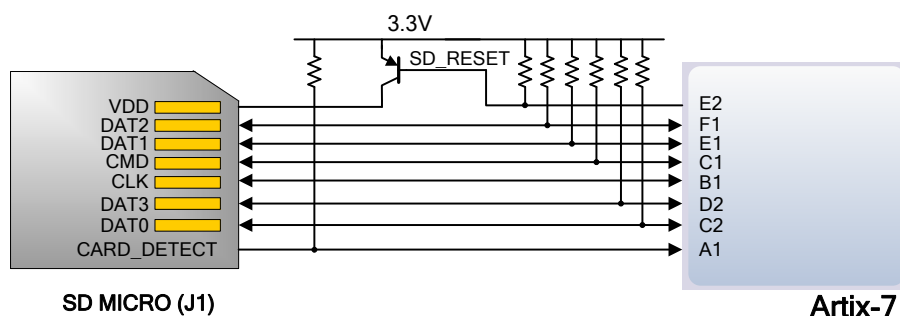 3.3V
SD_RESET
VDD
DAT2
DAT1
CMD
CLK
DAT3
DAT0
CARD_DETECT
E2
F1
E1
C1
B1
D2
C2
A1
SD MICRO (J1)
Artix-7